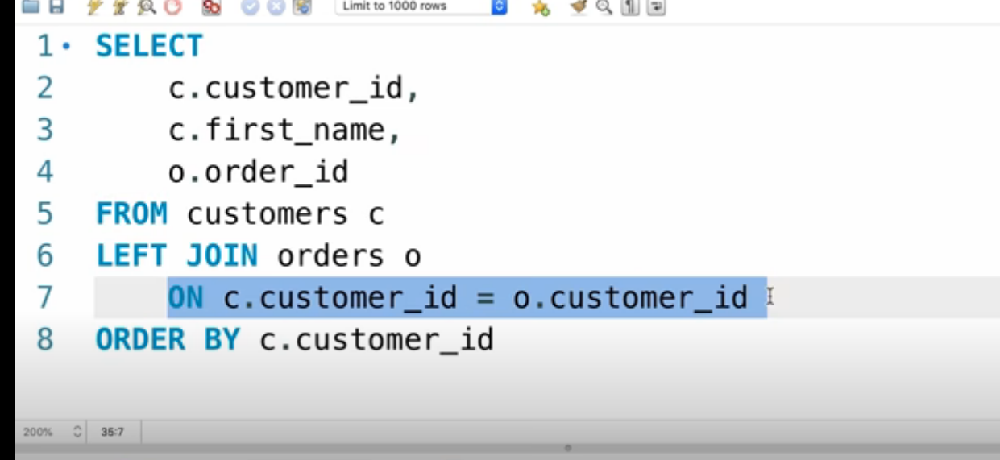 Limit to 1000 rows
1 SELECT
2 c.customer_id,
3 c.first_name,
4 o.order_id
5 FROM customers c
6 LEFT JOIN orders o
7 ON c.customer_id = o.customer_id
8 ORDER BY c.customer_id
200% 35:7